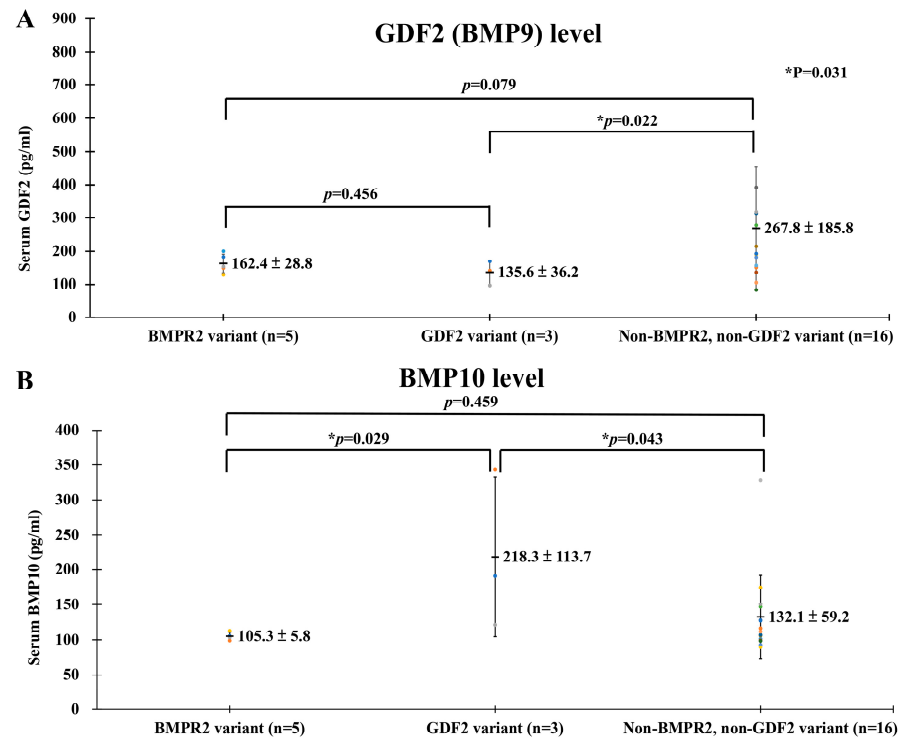 A
GDF2 (BMP9) level
*P=0.031
900
800
700
600
500
400
300
200
100
0
Serum GDF2 (pg/ml)
p=0.079
*p=0.022
p=0.456
162.4 ± 28.8
135.6 ± 36.2
267.8 ± 185.8
BMPR2 variant (n=5)
GDF2 variant (n=3)
Non-BMPR2, non-GDF2 variant (n=16)
B
BMP10 level
p=0.459
*p=0.029
*p=0.043
400
350
300
250
200
150
100
50
0
Serum BMP10 (pg/ml)
105.3 ± 5.8
218.3 ± 113.7
132.1 ± 59.2
BMPR2 variant (n=5)
GDF2 variant (n=3)
Non-BMPR2, non-GDF2 variant (n=16)